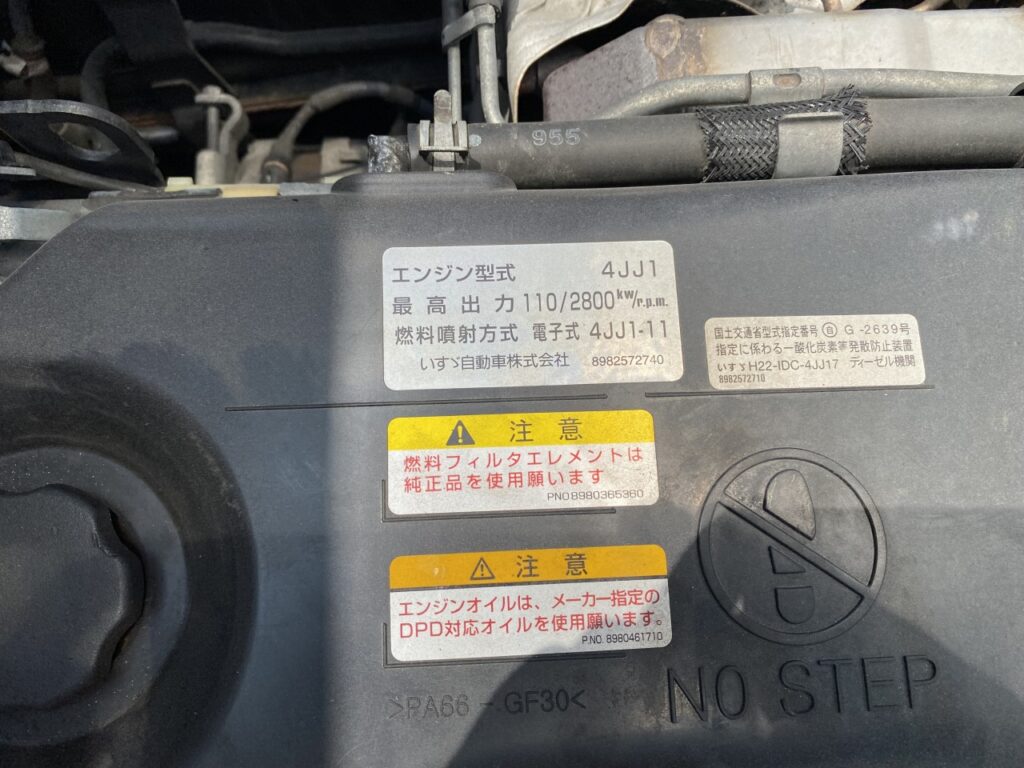 955
エンジン型式 4JJ1
最高出力 110/2800kw/r.p.m.
燃料噴射方式 電子式 4JJ1-11
いすゞ自動車株式会社 8982572740
国土交通省型式指定番号 自 G-2639号
指定に係わる一酸化炭素等発散防止装置
いすゞH22-IDC-4JJ17 ディーゼル機関
8982572710
注意
燃料フィルタエレメントは
純正品を使用願います
PNO8980365360
注意
エンジンオイルは、メーカー指定の
DPD対応オイルを使用願います。
P.NO. 8980461710
>PA66-GF30<
NO STEP